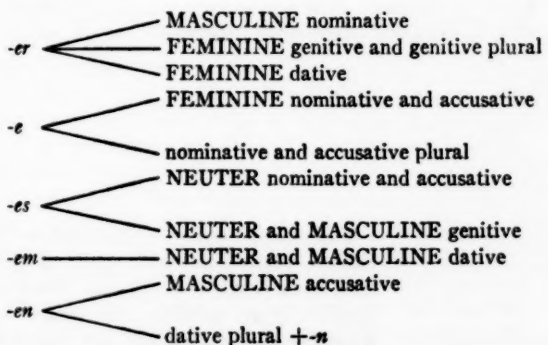 MASCULINE nominative
-er FEMININE genitive and genitive plural
FEMININE dative
FEMININE nominative and accusative
-e
nominative and accusative plural
NEUTER nominative and accusative
-es
NEUTER and MASCULINE genitive
-em NEUTER and MASCULINE dative
MASCULINE accusative
-en
dative plural +-n